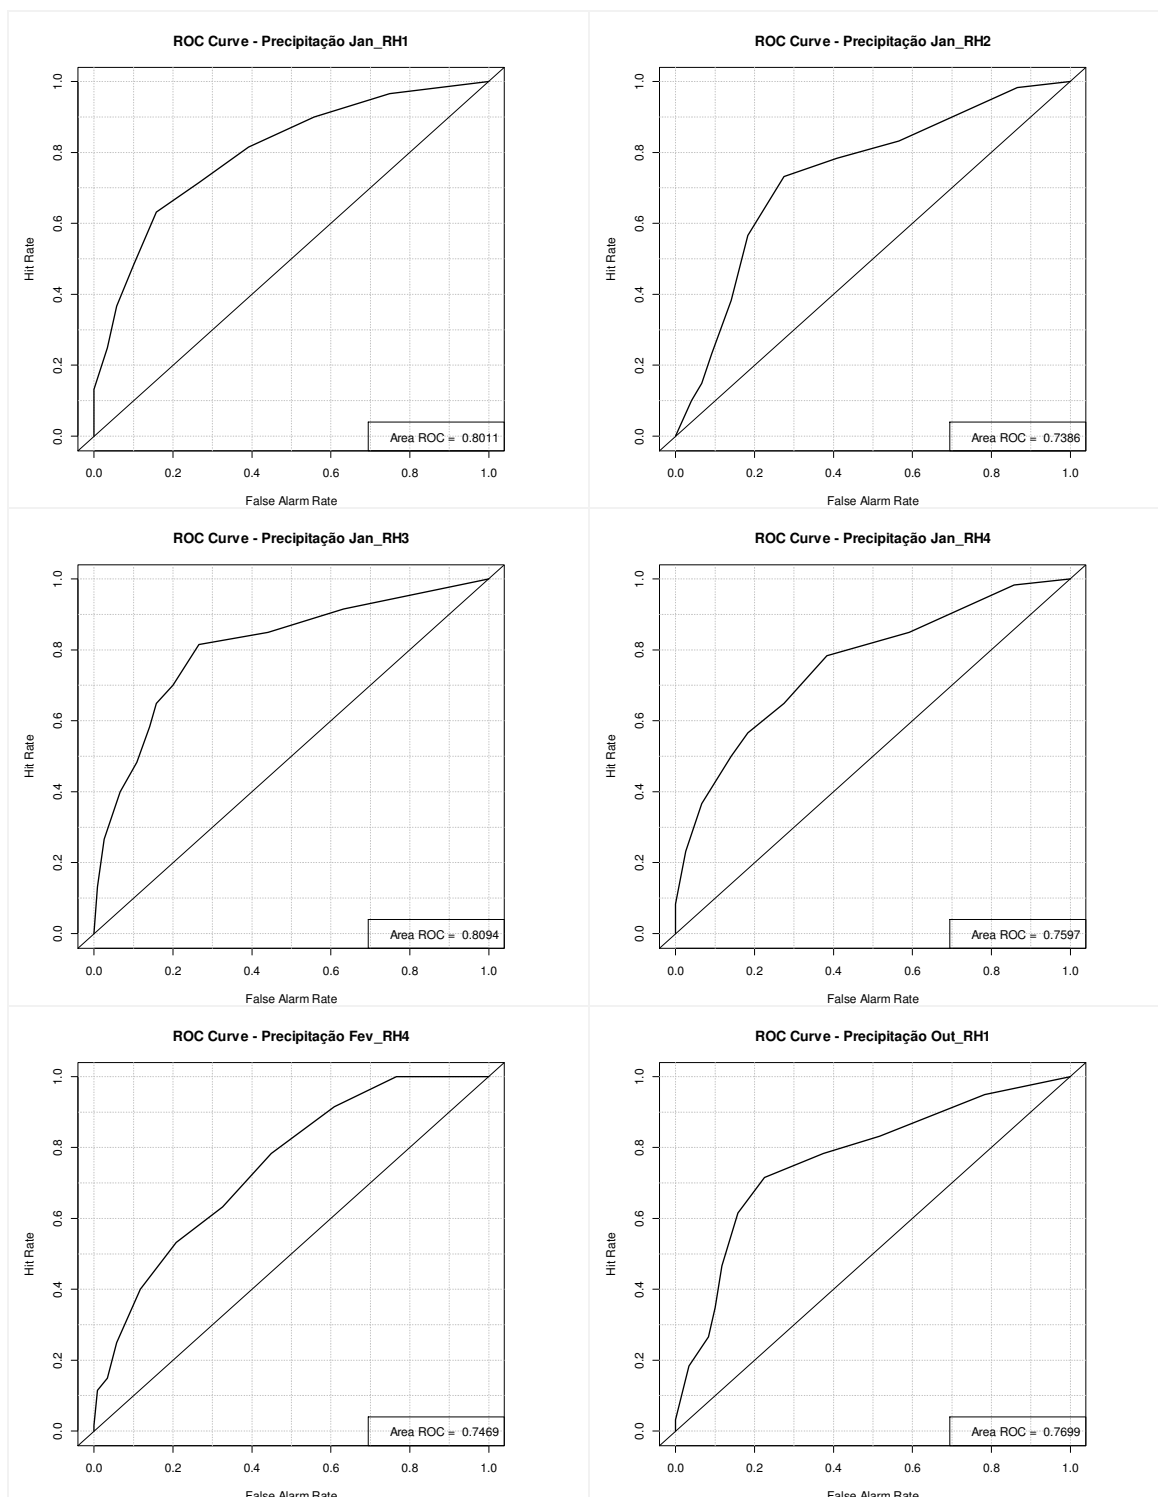 ROC Curve - Precipitação Jan_RH1
1.0
0.8
0.6
0.4
0.2
0.0
Hit Rate
Area ROC = 0.8011
0.0 0.2 0.4 0.6 0.8 1.0
False Alarm Rate
ROC Curve - Precipitação Jan_RH2
1.0
0.8
0.6
0.4
0.2
0.0
Hit Rate
Area ROC = 0.7386
0.0 0.2 0.4 0.6 0.8 1.0
False Alarm Rate
ROC Curve - Precipitação Jan_RH3
1.0
0.8
0.6
0.4
0.2
0.0
Hit Rate
Area ROC = 0.8094
0.0 0.2 0.4 0.6 0.8 1.0
False Alarm Rate
ROC Curve - Precipitação Jan_RH4
1.0
0.8
0.6
0.4
0.2
0.0
Hit Rate
Area ROC = 0.7597
0.0 0.2 0.4 0.6 0.8 1.0
False Alarm Rate
ROC Curve - Precipitação Fev_RH4
1.0
0.8
0.6
0.4
0.2
0.0
Hit Rate
Area ROC = 0.7469
0.0 0.2 0.4 0.6 0.8 1.0
False Alarm Rate
ROC Curve - Precipitação Out_RH1
1.0
0.8
0.6
0.4
0.2
0.0
Hit Rate
Area ROC = 0.7699
0.0 0.2 0.4 0.6 0.8 1.0
False Alarm Rate